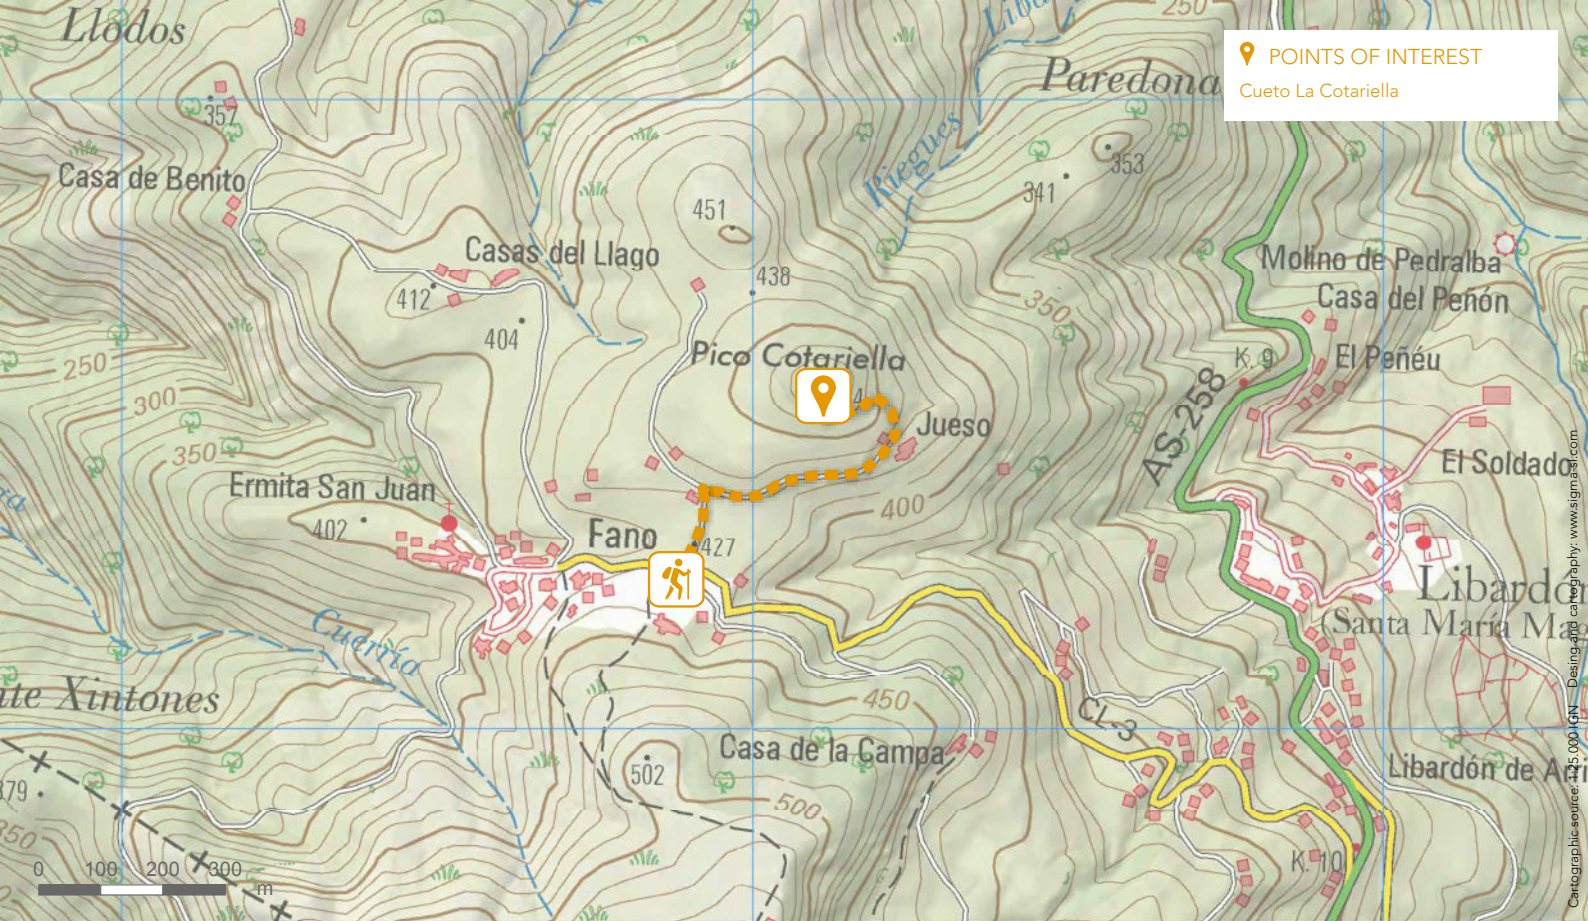 Llodos
250
POINTS OF INTEREST
Cueto La Cotariella
Paredona
357
Riegues
353
341
Casa de Benito
451
Casas del Llago
438
412
404
350
Molino de Pedralba
Casa del Peñón
Pico Cotariella
K. 9
El Peñéu
250
300
AS-258
Jueso
350
El Soldado
Ermita San Juan
402
Fano
400
427
Libardón
(Santa María
Cuerria
Xintones
450
CL-3
Casa de la Campa
502
500
Libardón de
379
350
K. 10
0 100 200 300
m
Cartographic source: 1:25.000 IGN Desing and cartography: www.sigma-sl.com